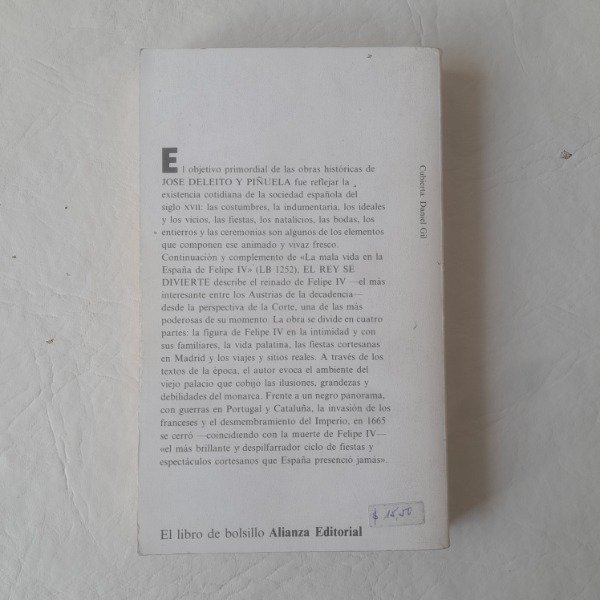 El objetivo primordial de las obras históricas de
JOSE DELEITO Y PIÑUELA fue reflejar la
existencia cotidiana de la sociedad española del
siglo XVII: las costumbres, la indumentaria, los ideales
y los vicios, las fiestas, los natalicios, las bodas, los
entierros y las ceremonias son algunos de los elementos
que componen ese animado y vivaz fresco.
Continuación y complemento de «La mala vida en la
España de Felipe IV» (LB 1252), EL REY SE
DIVIERTE describe el reinado de Felipe IV —el más
interesante entre los Austrias de la decadencia—
desde la perspectiva de la Corte, una de las más
poderosas de su momento. La obra se divide en cuatro
partes: la figura de Felipe IV en la intimidad y con
sus familiares, la vida palatina, las fiestas cortesanas
en Madrid y los viajes y sitios reales. A través de los
textos de la época, el autor evoca el ambiente del
viejo palacio que cobijó las ilusiones, grandezas y
debilidades del monarca. Frente a un negro panorama,
con guerras en Portugal y Cataluña, la invasión de los
franceses y el desmembramiento del Imperio, en 1665
se cerró —coincidiendo con la muerte de Felipe IV—
«el más brillante y despilfarrador ciclo de fiestas y
espectáculos cortesanos que España presenció jamás».
Cubierta: Daniel Gil
El libro de bolsillo Alianza Editorial
$ 15,50